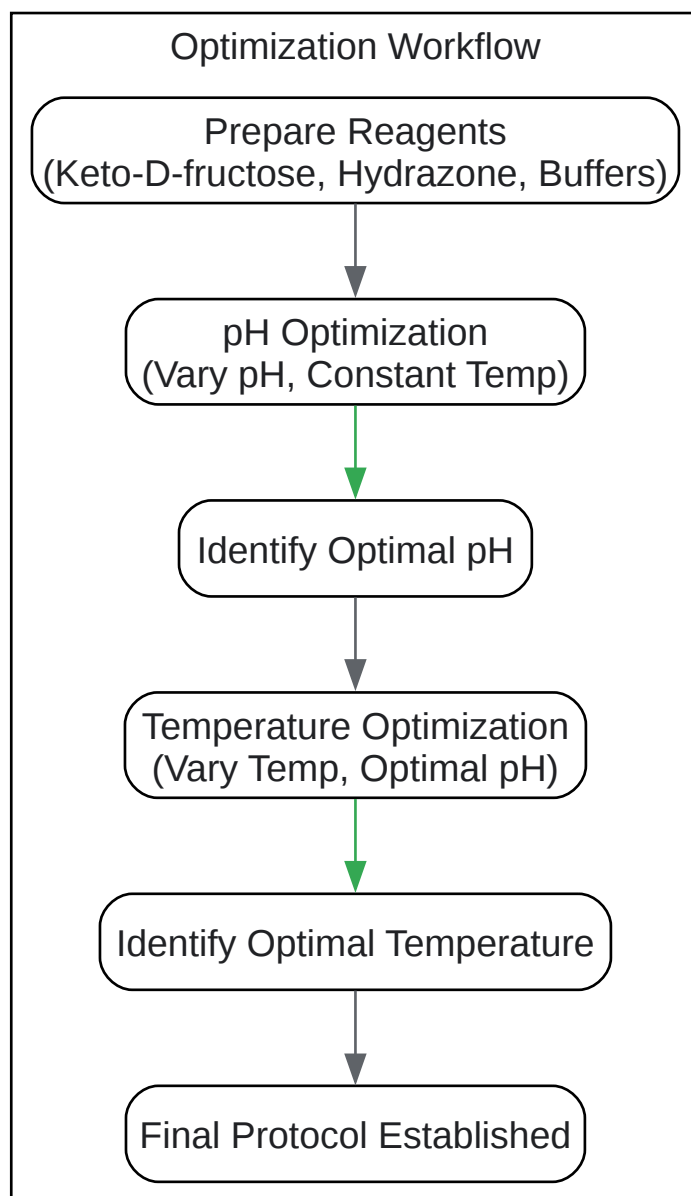 Optimization Workflow
Prepare Reagents
(Keto-D-fructose, Hydrazone, Buffers)
pH Optimization
(Vary pH, Constant Temp)
Identify Optimal pH
Temperature Optimization
(Vary Temp, Optimal pH)
Identify Optimal Temperature
Final Protocol Established